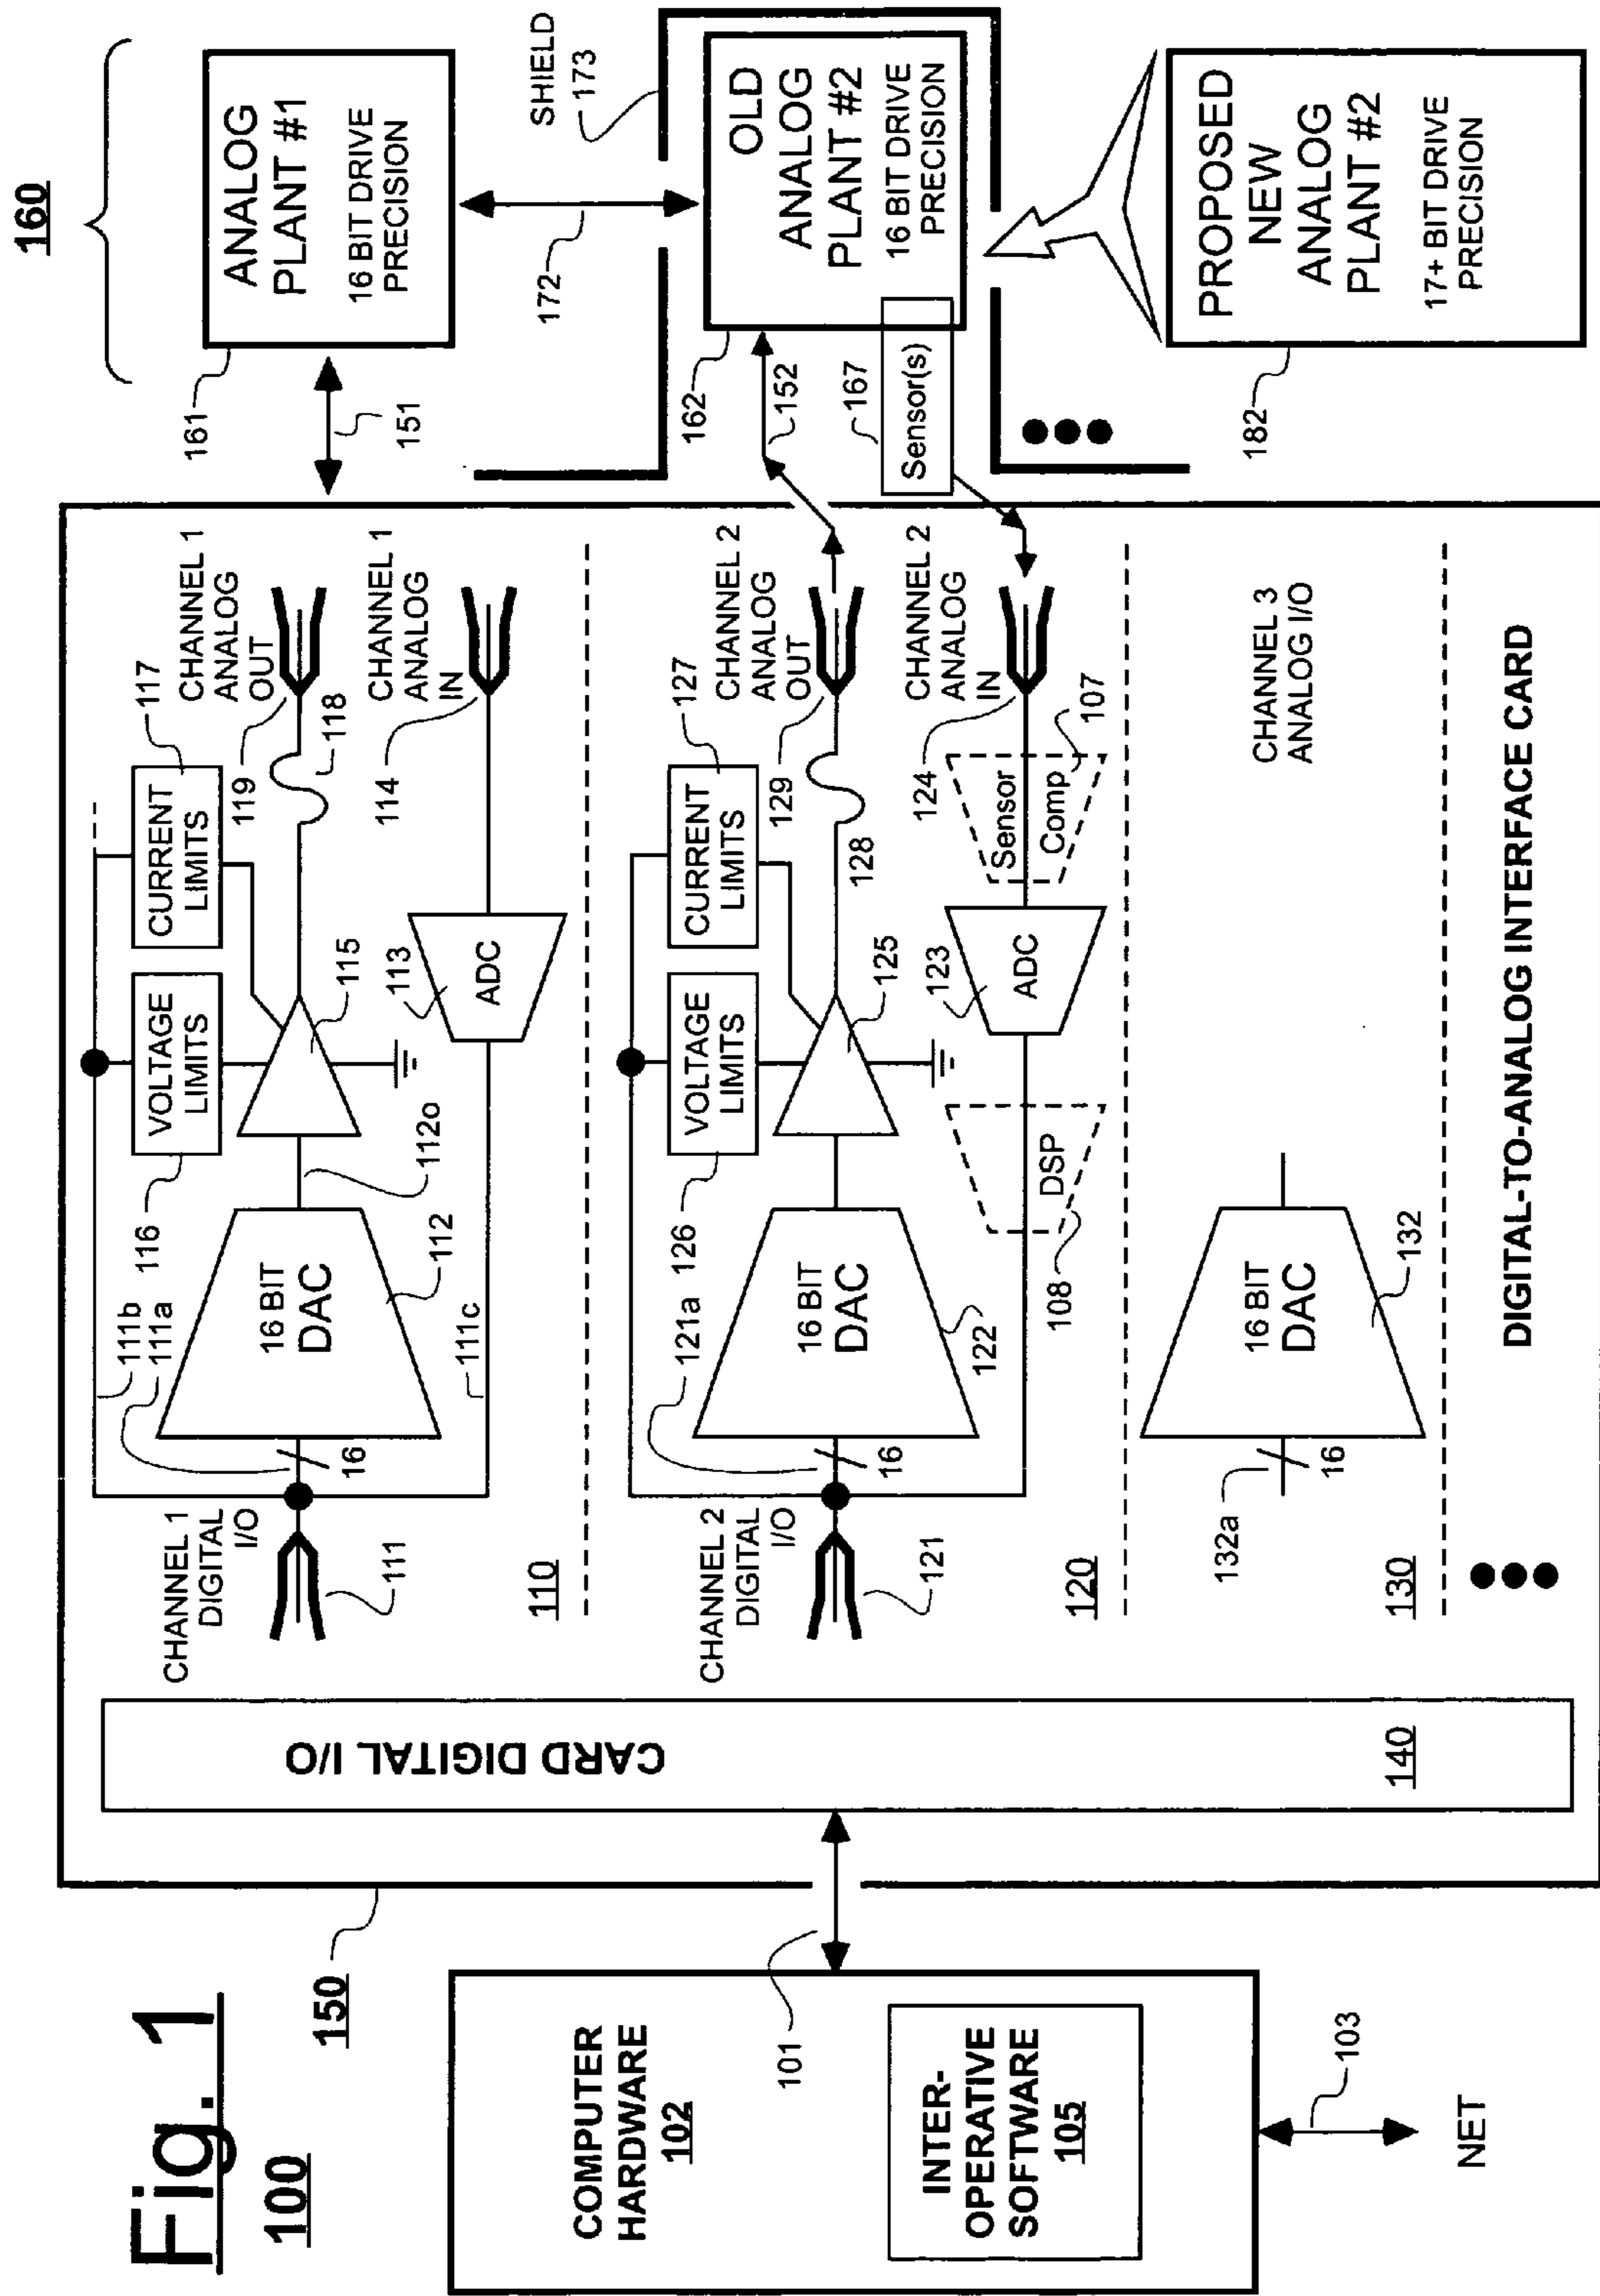 Fig. 1
100
150
160
COMPUTER
HARDWARE
102
INTER-
OPERATIVE
SOFTWARE
105
101
103
NET
CARD DIGITAL I/O
140
CHANNEL 1
DIGITAL
I/O
111
111b
111a
16
16 BIT
DAC
112
111c
112o
116
VOLTAGE
LIMITS
CURRENT
LIMITS
117
115
113
ADC
119
118
114
CHANNEL 1
ANALOG
OUT
CHANNEL 1
ANALOG
IN
110
CHANNEL 2
DIGITAL
I/O
121
121a
16
16 BIT
DAC
122
126
VOLTAGE
LIMITS
CURRENT
LIMITS
127
125
123
ADC
DSP
108
128
129
124
Sensor
Comp
107
CHANNEL 2
ANALOG
OUT
CHANNEL 2
ANALOG
IN
120
132a
16
16 BIT
DAC
132
CHANNEL 3
ANALOG I/O
130
DIGITAL-TO-ANALOG INTERFACE CARD
161
151
ANALOG
PLANT #1
16 BIT DRIVE
PRECISION
172
SHIELD
173
162
152
167
Sensor(s)
OLD
ANALOG
PLANT #2
16 BIT DRIVE
PRECISION
182
PROPOSED
NEW
ANALOG
PLANT #2
17+ BIT DRIVE
PRECISION